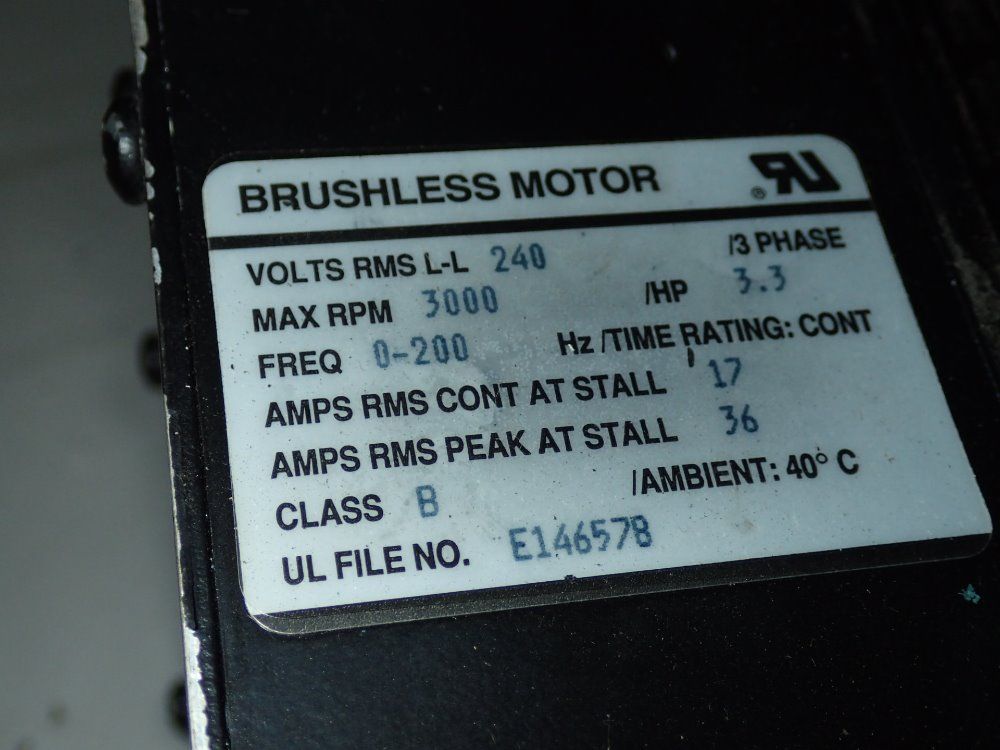 BRUSHLESS MOTOR
VOLTS RMS L-L 240 /3 PHASE
MAX RPM 3000 /HP 3.3
FREQ 0-200 Hz /TIME RATING: CONT
AMPS RMS CONT AT STALL 17
AMPS RMS PEAK AT STALL 36
CLASS B /AMBIENT: 40° C
UL FILE NO. E146578